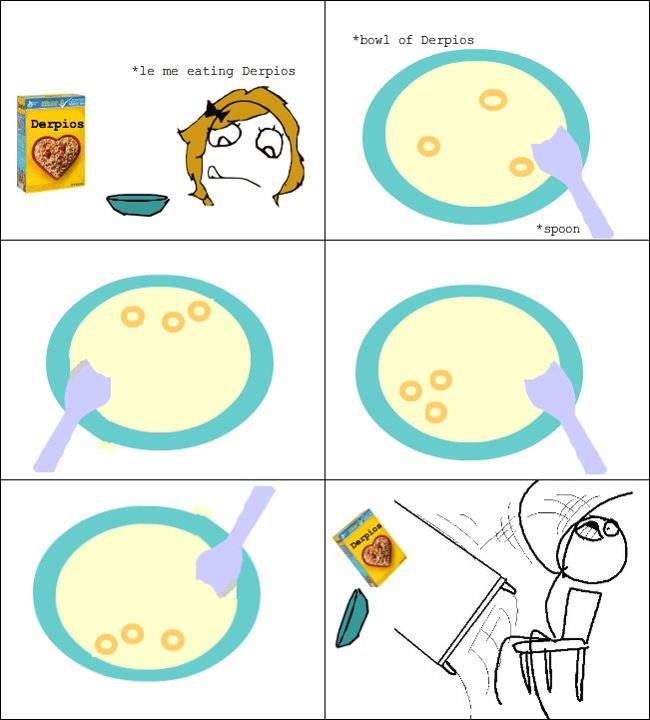 *le me eating Derpios
Derpios
*bowl of Derpios
*spoon
Derpios